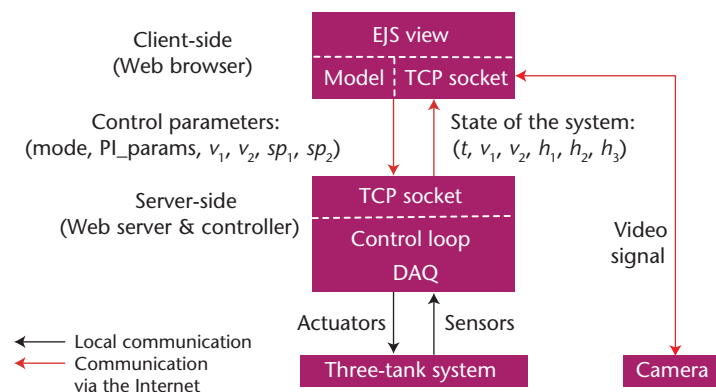 Client-side
(Web browser)
EJS view
Model
TCP socket
Control parameters:
(mode, PI_params, v₁, v₂, sp₁, sp₂)
State of the system:
(t, v₁, v₂, h₁, h₂, h₃)
Server-side
(Web server & controller)
TCP socket
Control loop
DAQ
Video
signal
Actuators
Sensors
Local communication
Communication
via the Internet
Three-tank system
Camera